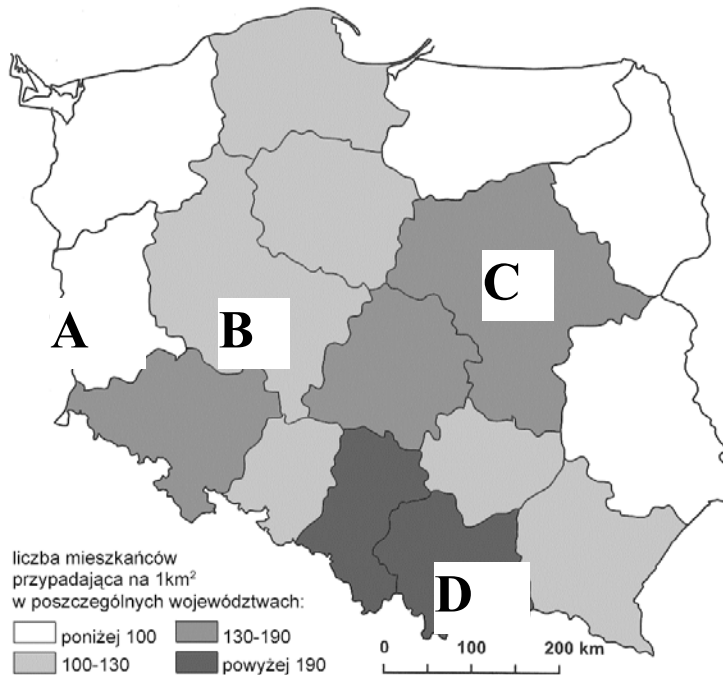 C
A
B
D
liczba mieszkańców
przypadająca na 1km²
w poszczególnych województwach:
poniżej 100
130-190
100-130
powyżej 190
0 100 200 km